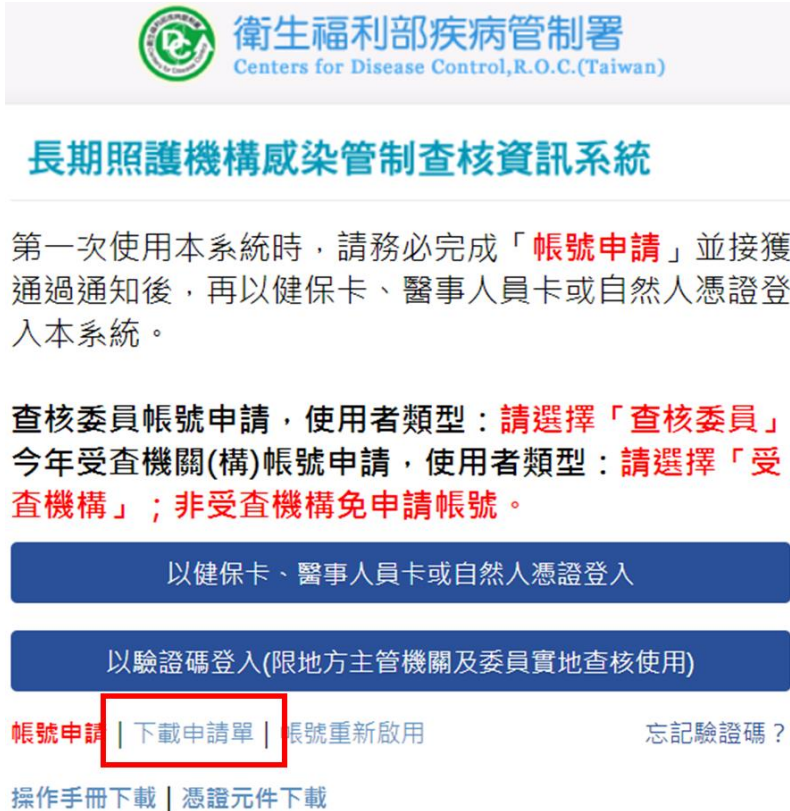 衛生福利部疾病管制署
Centers for Disease Control,R.O.C.(Taiwan)
長期照護機構感染管制查核資訊系統
第一次使用本系統時，請務必完成「帳號申請」並接獲
通過通知後，再以健保卡、醫事人員卡或自然人憑證登
入本系統。
查核委員帳號申請，使用者類型：請選擇「查核委員」
今年受查機關(構)帳號申請，使用者類型：請選擇「受
查機構」；非受查機構免申請帳號。
以健保卡、醫事人員卡或自然人憑證登入
以驗證碼登入(限地方主管機關及委員實地查核使用)
帳號申請 | 下載申請單 | 帳號重新啟用 忘記驗證碼？
操作手冊下載 | 憑證元件下載